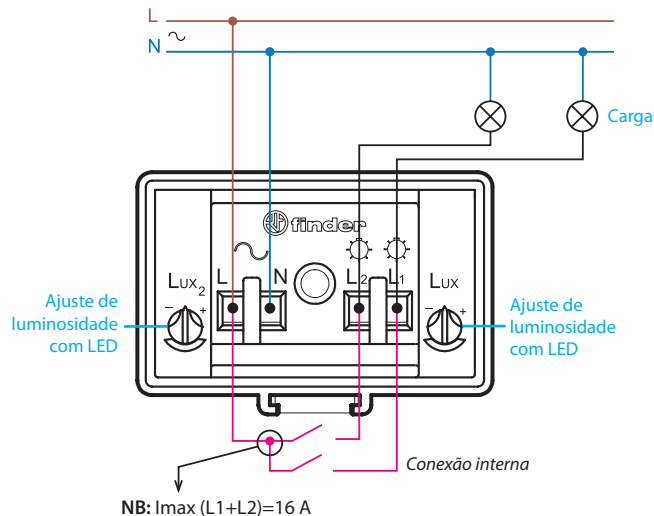 L
N ~
Carga
finder
L N L2 L1
LUX2
LUX
- +
- +
Ajuste de
luminosidade
com LED
Ajuste de
luminosidade
com LED
Conexão interna
NB: Imax (L1+L2)=16 A